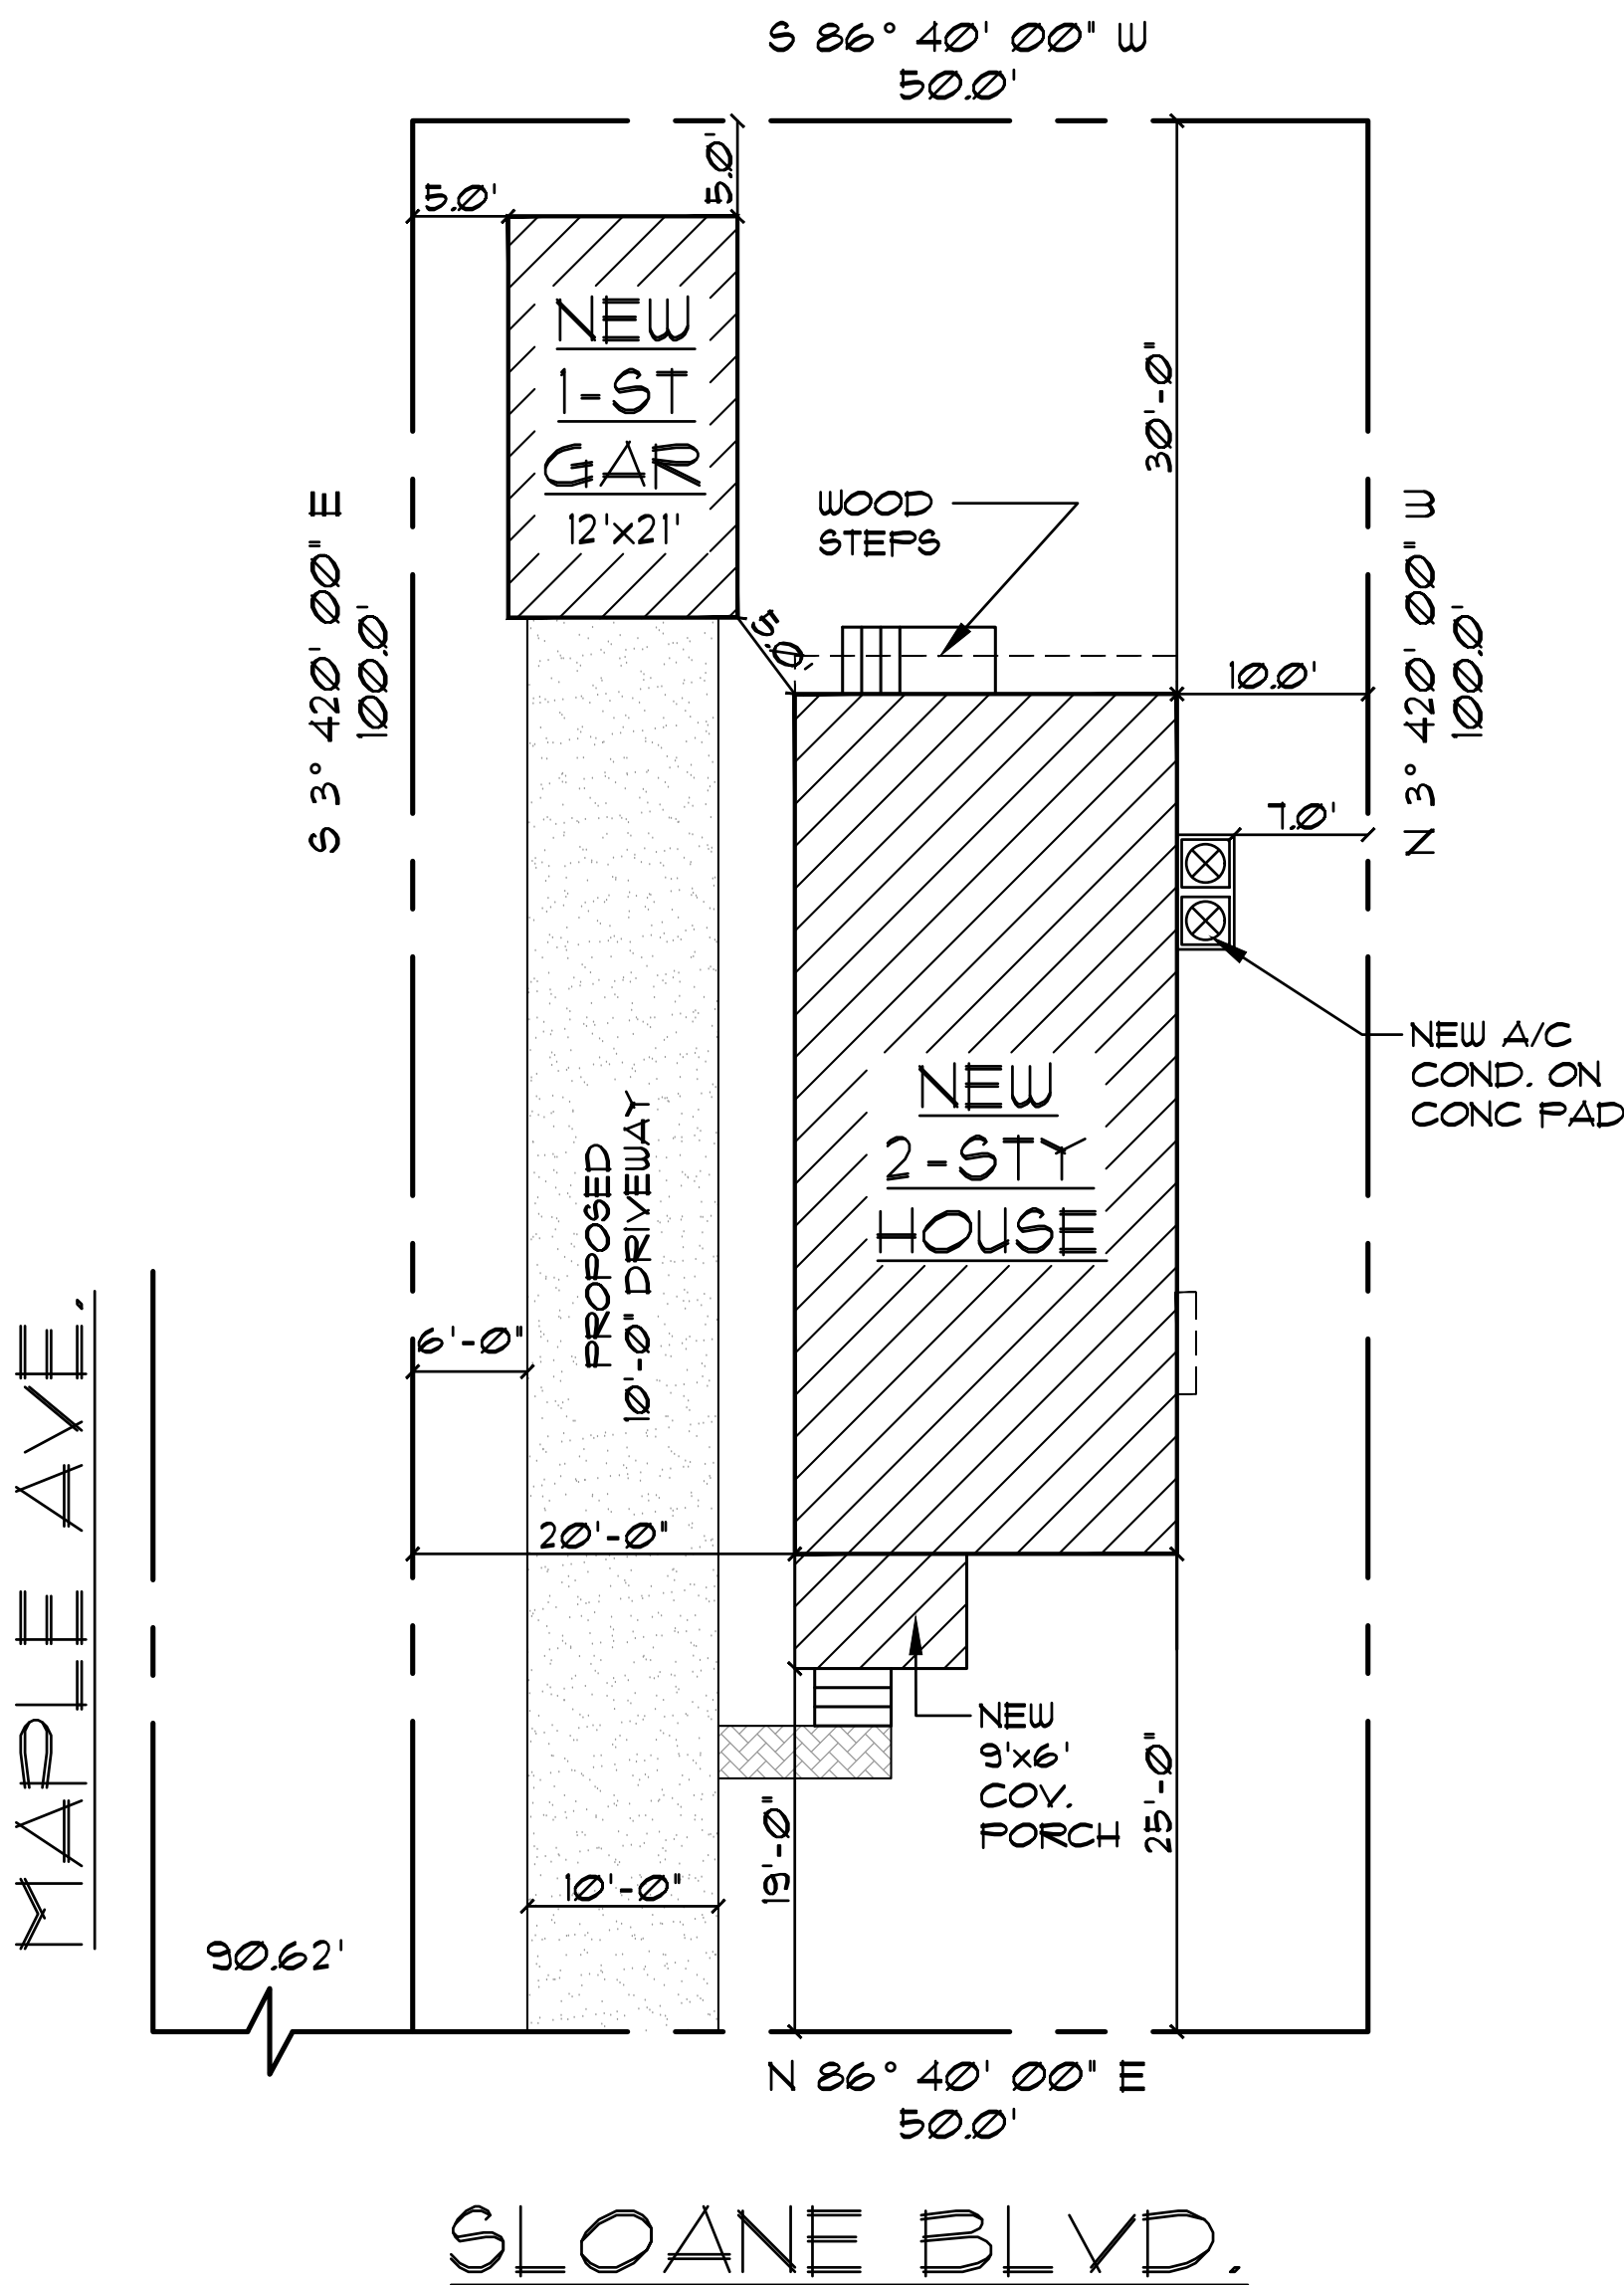 S 86° 40' 00" W
50.0'
5.0'
5.0'
NEW
1-ST
GAR
12'x21'
30'-0"
WOOD
STEPS
S 3° 420' 00" E
100.0'
N 3° 420' 00" W
100.0'
5.0'
10.0'
7.0'
NEW A/C
COND. ON
CONC PAD
NEW
2-STY
HOUSE
PROPOSED
10'-0" DRIVEWAY
6'-0"
MAPLE AVE.
20'-0"
NEW
9'x6'
COV.
PORCH
25'-0"
19'-0"
10'-0"
90.62'
N 86° 40' 00" E
50.0'
SLOANE BLVD.